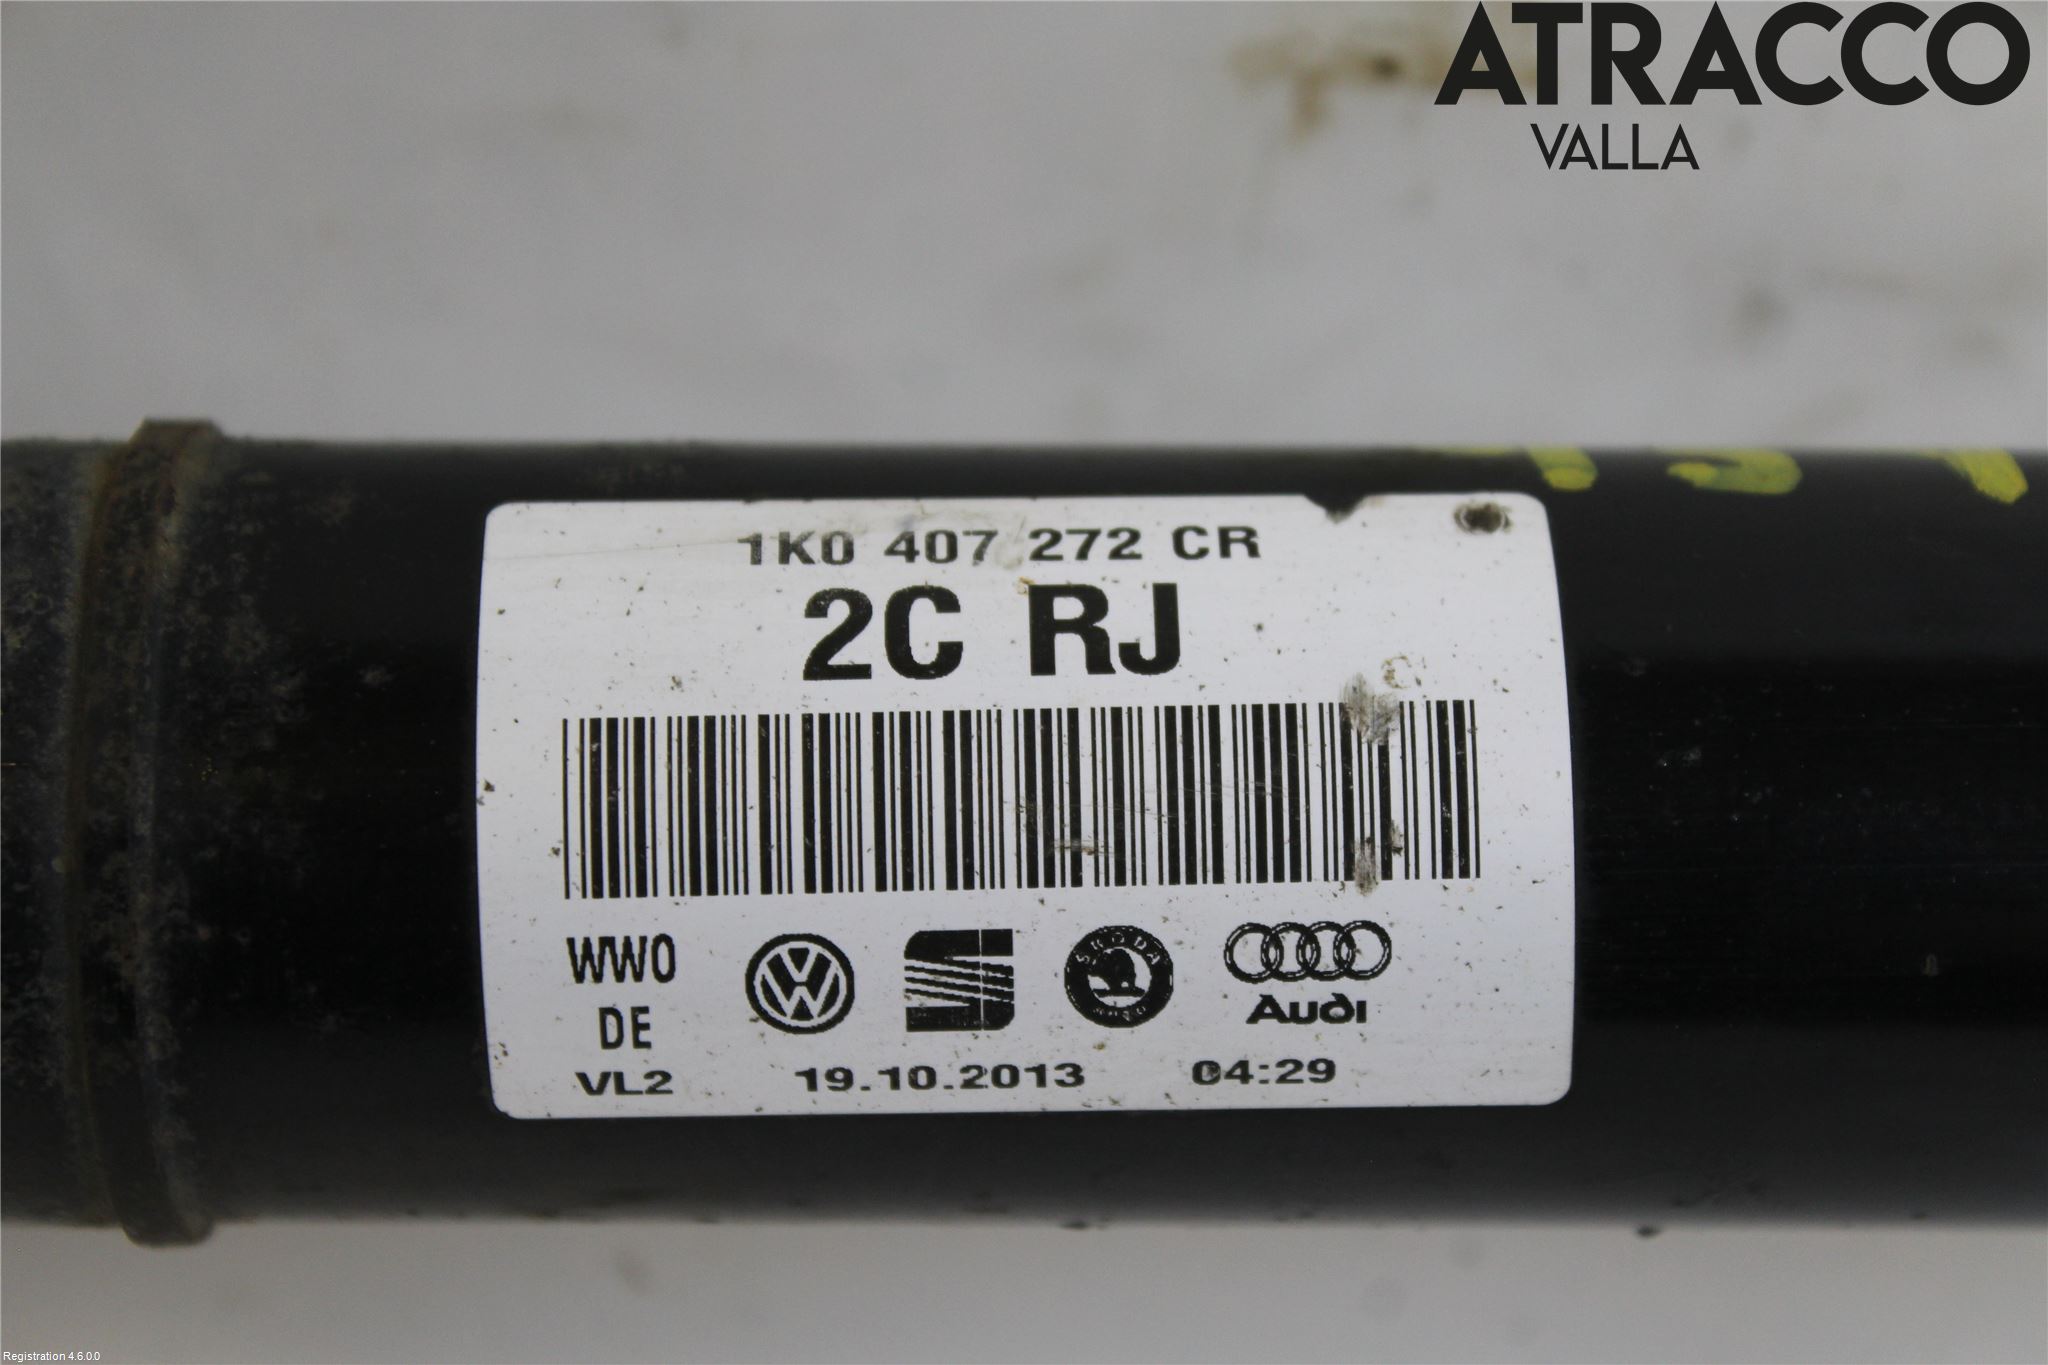 ATRACCO
VALLA
1K0 407 272 CR
2C RJ
WW0
DE
VL2
SKODA
Audi
19.10.2013 04:29
Registration 4.6.0.0